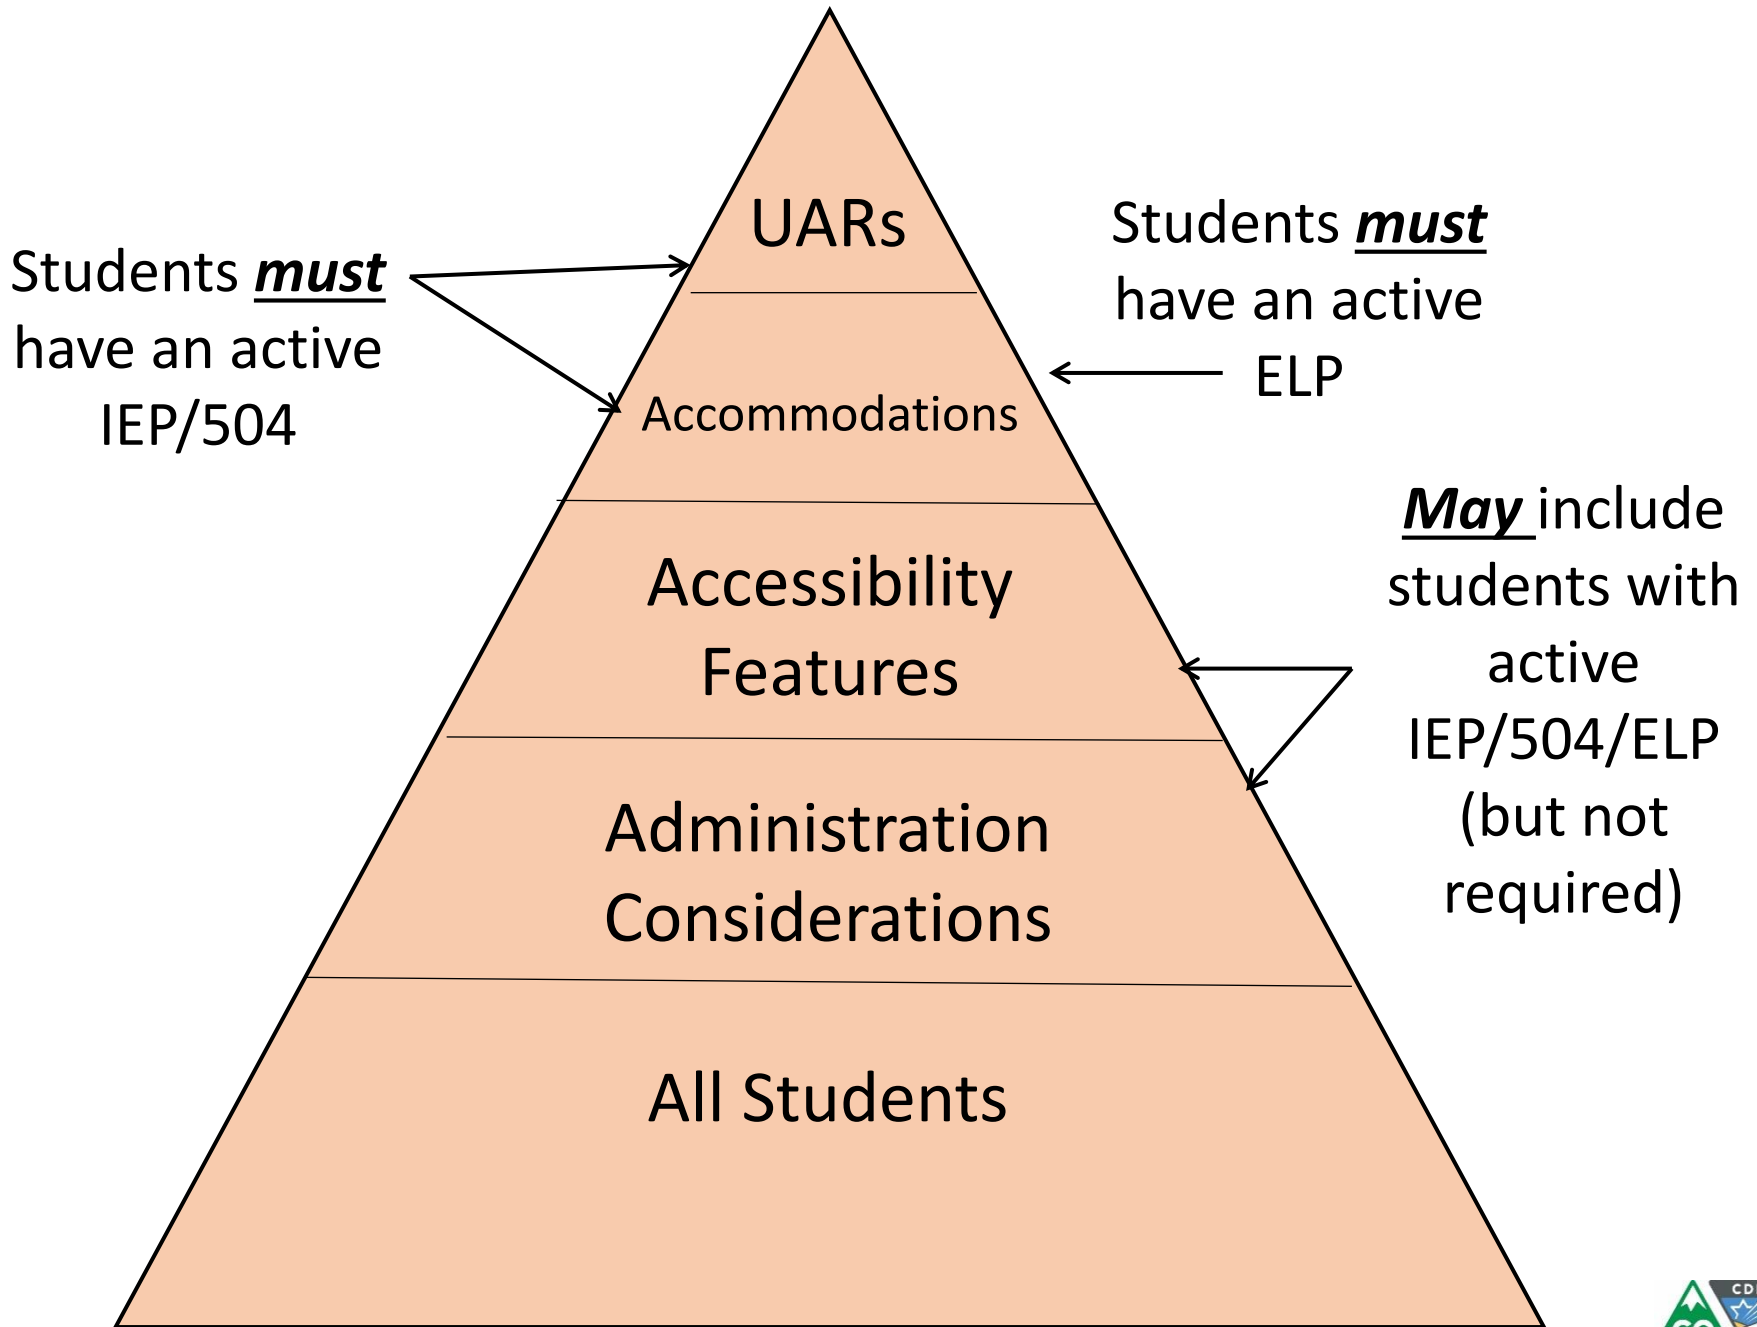 UARs
Students must
have an active
IEP/504
Students must
have an active
ELP
Accommodations
May include
students with
active
IEP/504/ELP
(but not
required)
Accessibility
Features
Administration
Considerations
All Students
CO